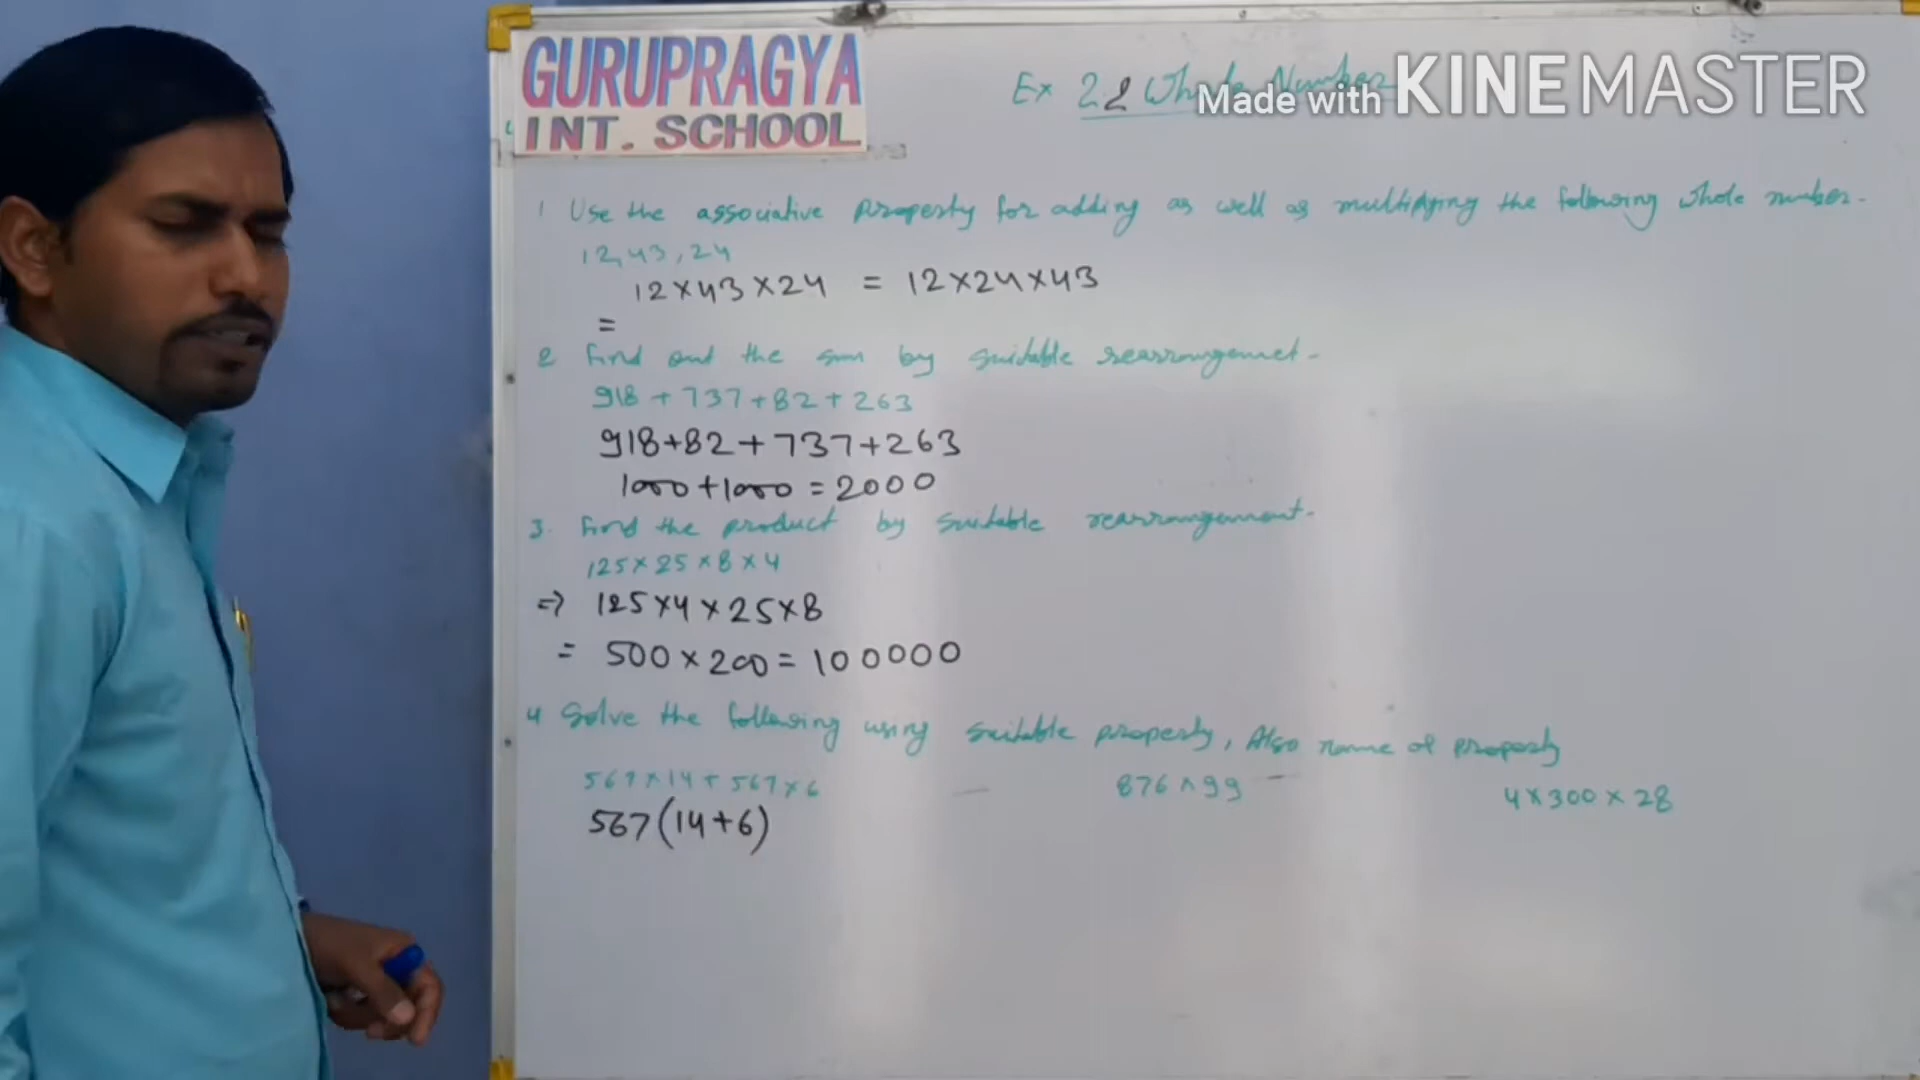 GURUPRAGYA
INT. SCHOOL
Ex 2.2 Whole Number
Made with KINEMASTER
1 Use the associative property for adding as well as multiplying the following whole number.
12, 43, 24
12×43×24 = 12×24×43
=
2 Find out the sum by suitable rearrangemet.
918 + 737 + 82 + 263
918+82+737+263
1000+1000 = 2000
3. Find the product by suitable rearrangement.
125×25×8×4
⇒ 125×4×25×8
= 500×200 = 100000
4 Solve the following using suitable property, Also name of property
567×14+567×6 876×99 4×300×28
567(14+6)